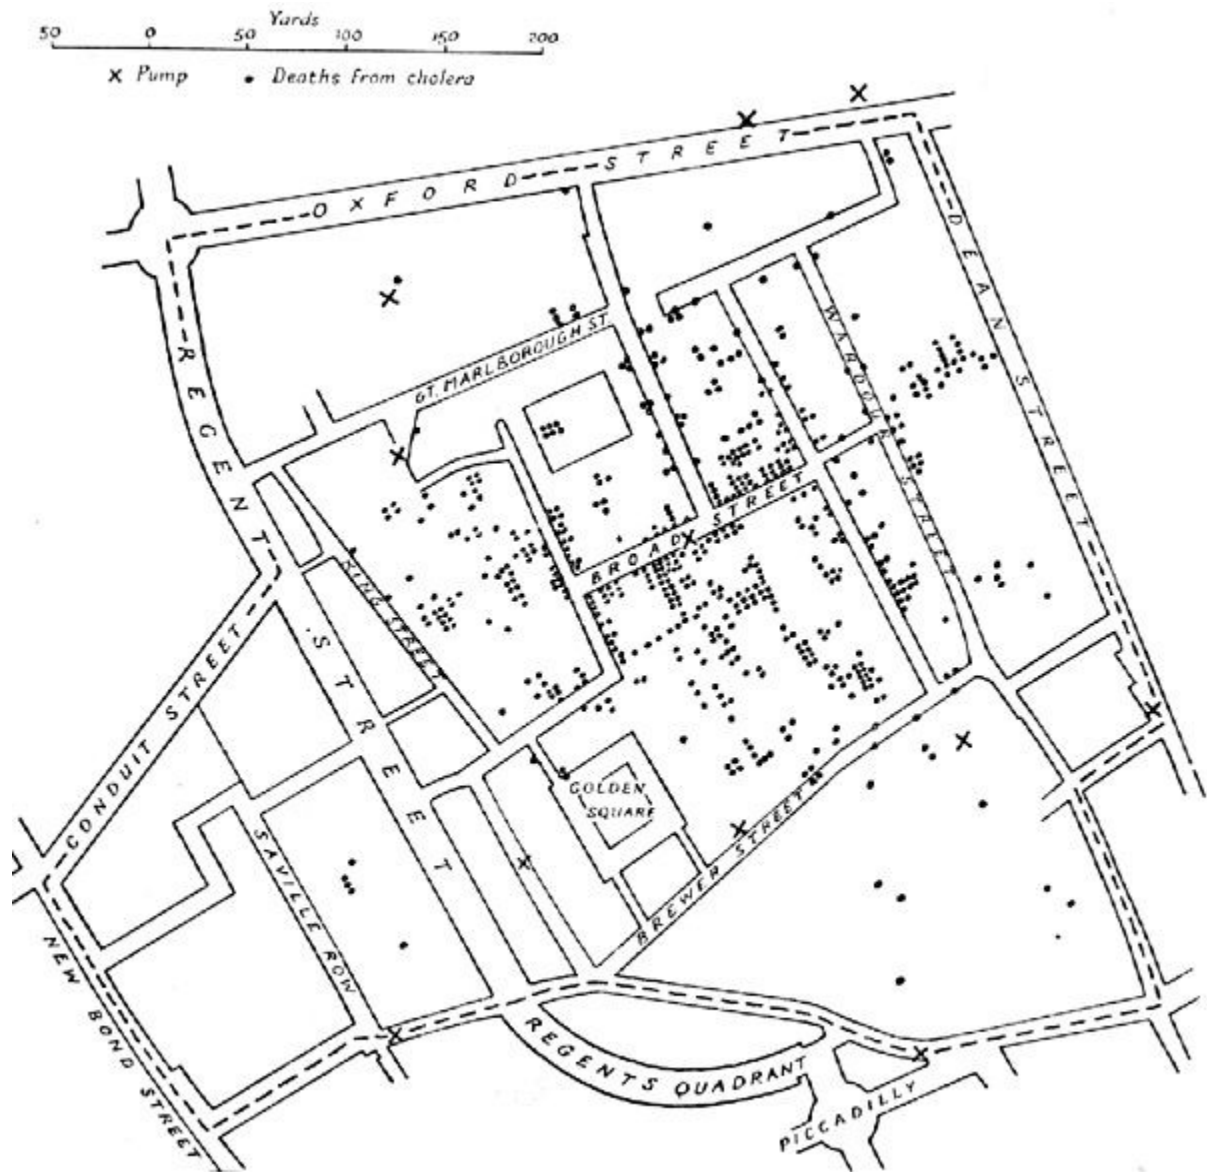 Yards
50 0 50 100 150 200
x Pump • Deaths from cholera
OXFORD STREET
DEAN STREET
WARDOUR STREET
REGENT STREET
GT. MARLBOROUGH ST.
BROAD STREET
KING STREET
CONDUIT STREET
GOLDEN
SQUARE
BREWER STREET
SAVILLE ROW
NEW BOND STREET
REGENTS QUADRANT
PICCADILLY